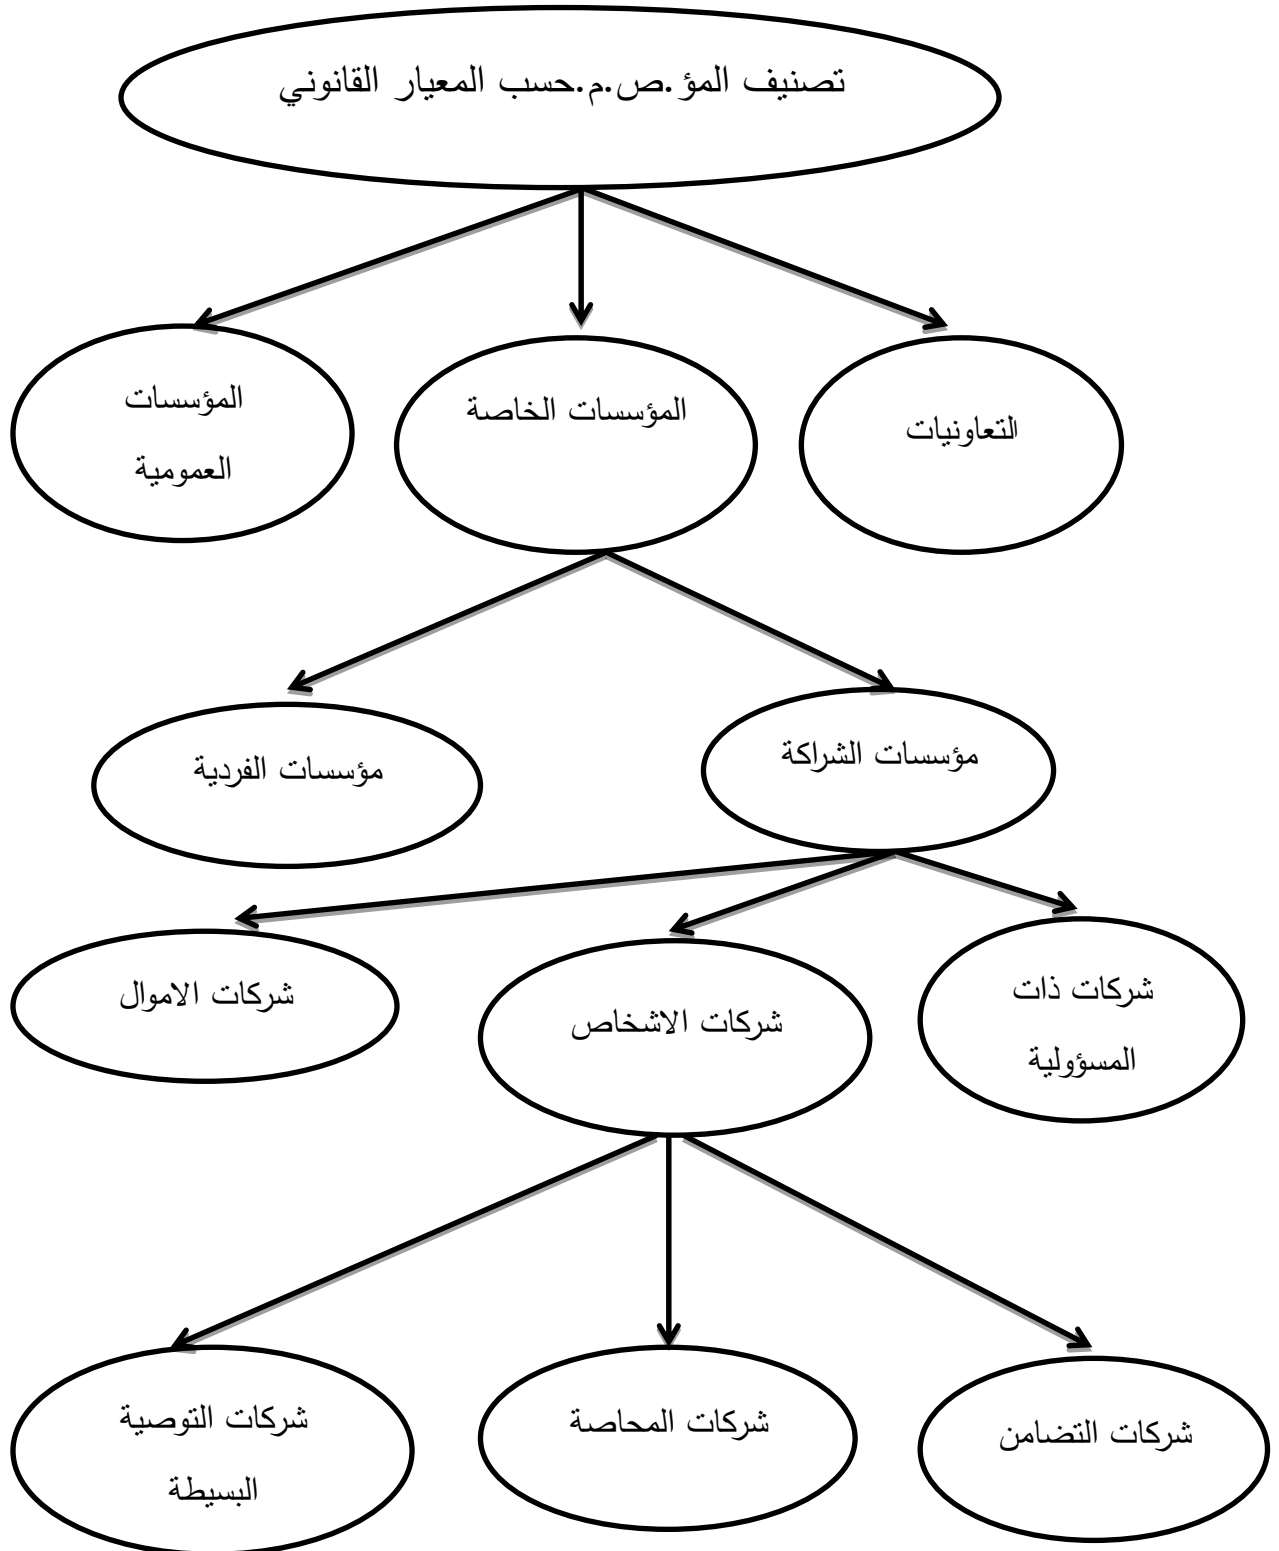 تصنيف المؤ.ص.م.حسب المعيار القانوني
التعاونيات
المؤسسات الخاصة
المؤسسات
العمومية
مؤسسات الشراكة
مؤسسات الفردية
شركات ذات
المسؤولية
شركات الاشخاص
شركات الاموال
شركات التضامن
شركات المحاصة
شركات التوصية
البسيطة